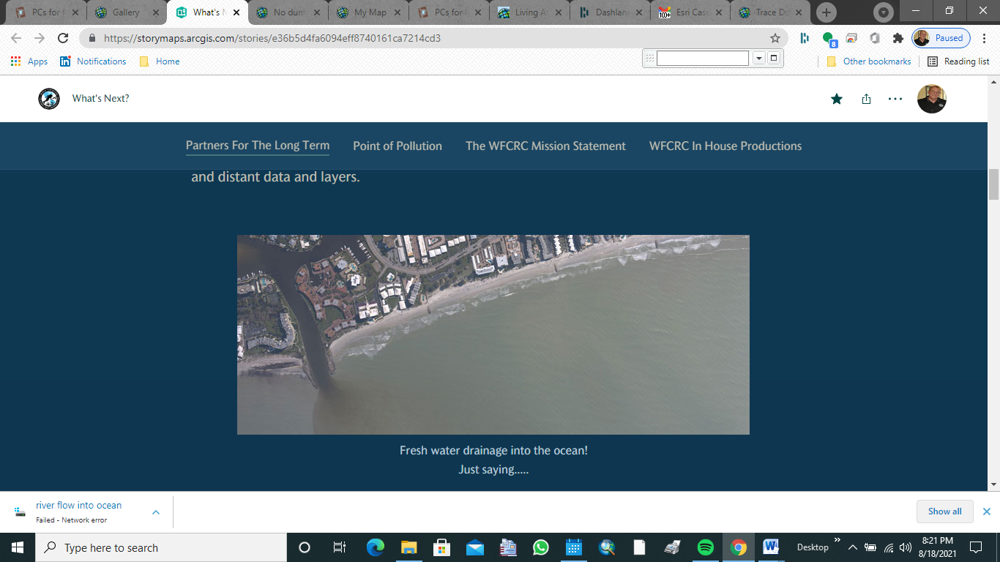 PCs for
Gallery
What's N
No dum
My Map
PCs for
Living A
Dashlan
100+
Esri Cas
Trace Do
https://storymaps.arcgis.com/stories/e36b5d4fa6094eff8740161ca7214cd3
8
Paused
Apps
Notifications
Home
Other bookmarks
Reading list
What's Next?
Partners For The Long Term
Point of Pollution
The WFCRC Mission Statement
WFCRC In House Productions
and distant data and layers.
Fresh water drainage into the ocean!
Just saying.....
river flow into ocean
Failed - Network error
Show all
Type here to search
Desktop
8:21 PM
8/18/2021